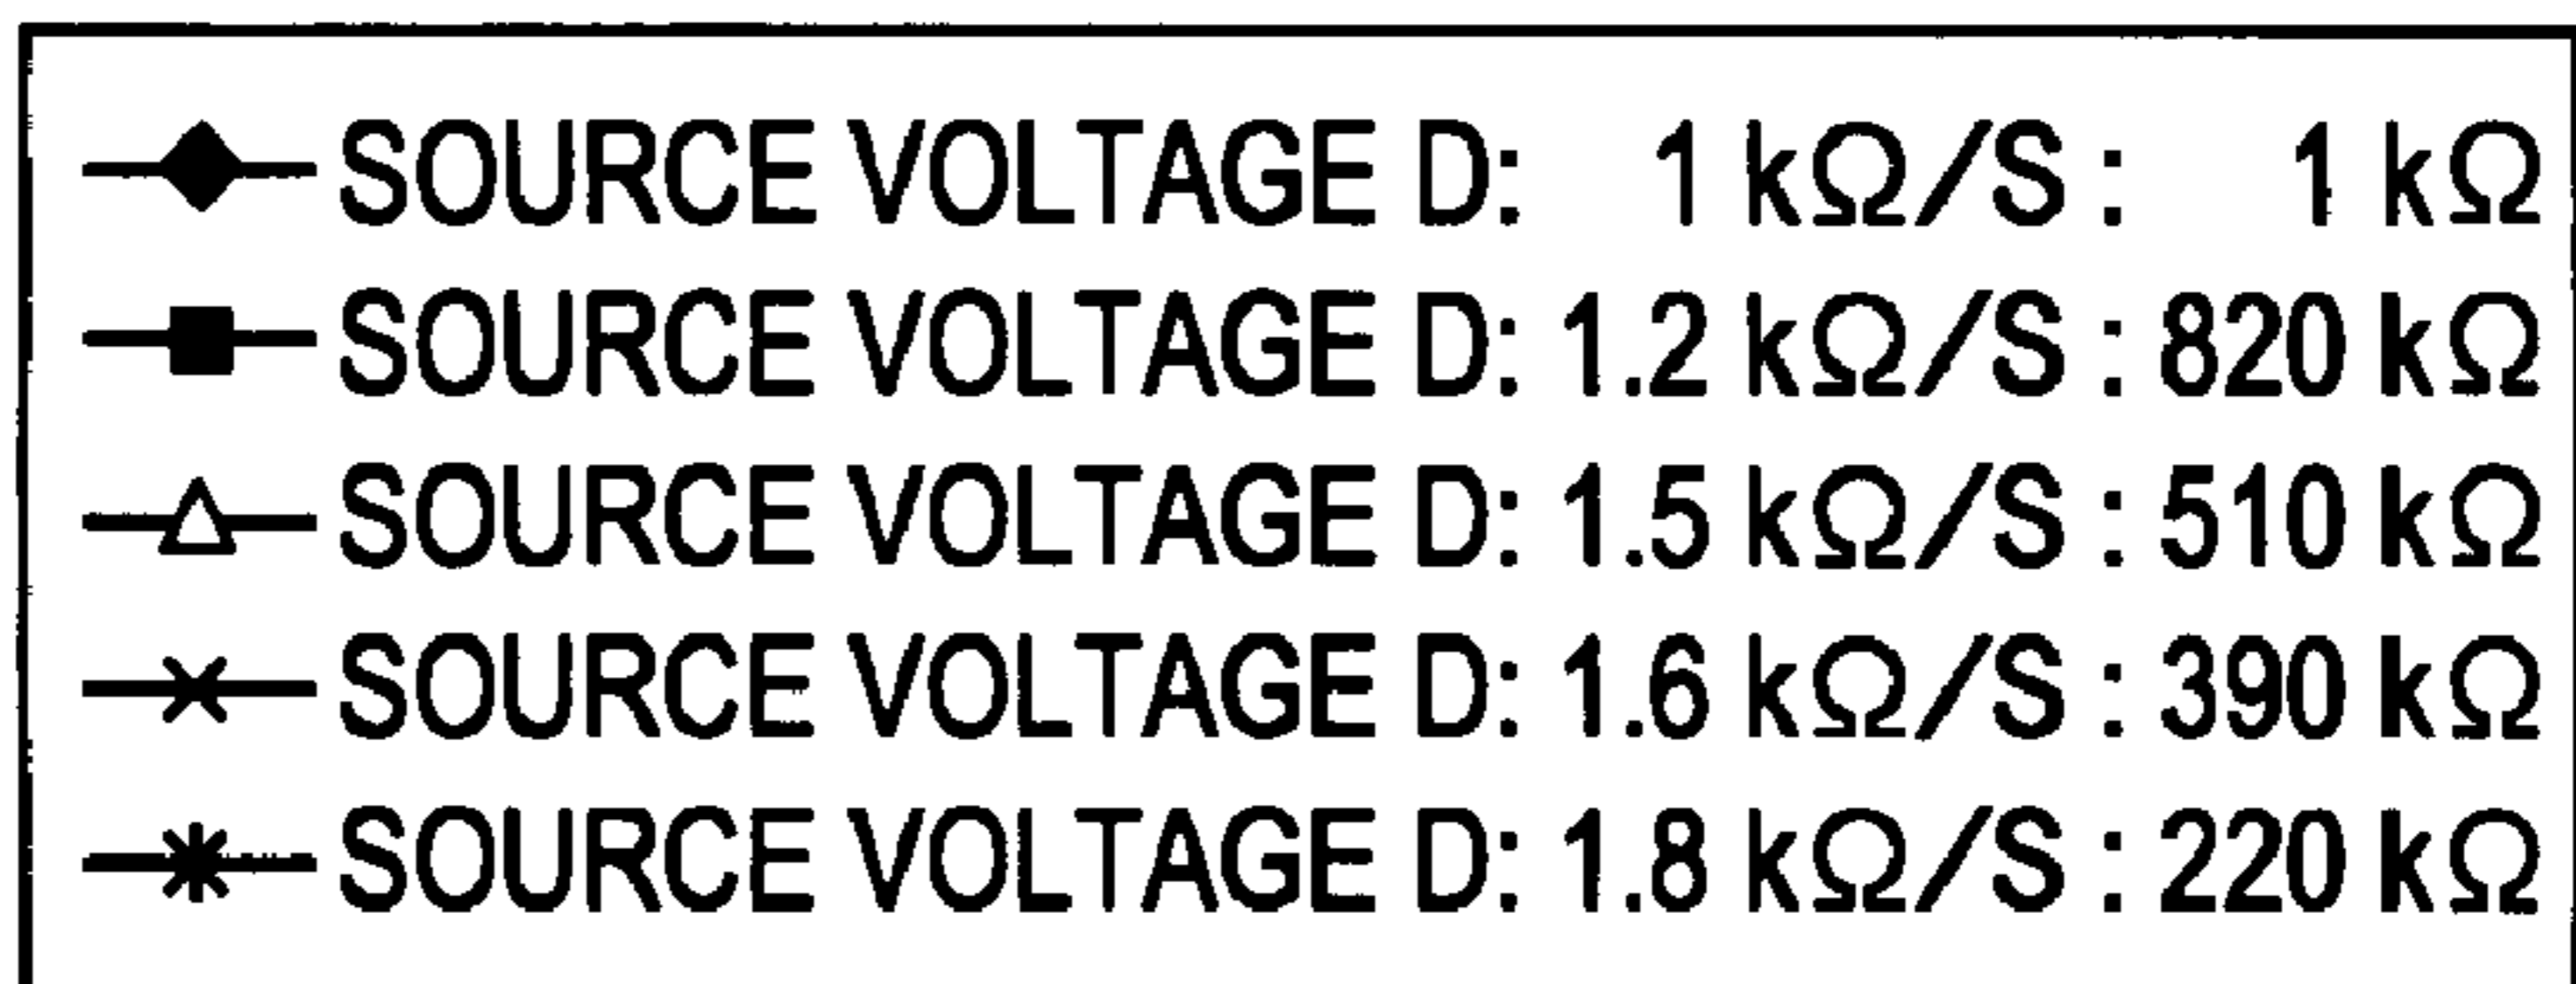 SOURCE VOLTAGE D: 1 kΩ/S : 1 kΩ
SOURCE VOLTAGE D: 1.2 kΩ/S : 820 kΩ
SOURCE VOLTAGE D: 1.5 kΩ/S : 510 kΩ
SOURCE VOLTAGE D: 1.6 kΩ/S : 390 kΩ
SOURCE VOLTAGE D: 1.8 kΩ/S : 220 kΩ